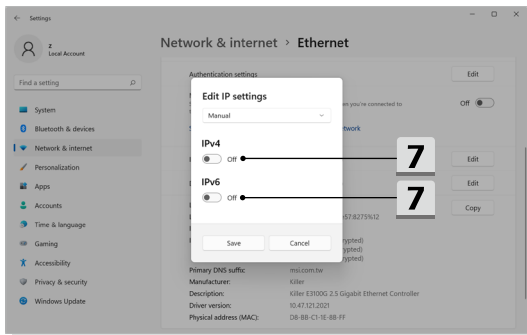 Settings
Z
Local Account
Find a setting
System
Bluetooth & devices
Network & internet
Personalization
Apps
Accounts
Time & language
Gaming
Accessibility
Privacy & security
Windows Update
Network & internet > Ethernet
Authentication settings
Edit
en you've connected to
Off
twork
Edit IP settings
Manual
IPv4
Off
7
Edit
IPv6
Off
7
Edit
Copy
e57:8275%12
Save
Cancel
rypted)
rypted)
rypted)
Primary DNS suffix:
msi.com.tw
Manufacturer:
Killer
Description:
Killer E3100G 2.5 Gigabit Ethernet Controller
Driver version:
10.47.121.2021
Physical address (MAC):
D8-BB-C1-1E-8B-FF